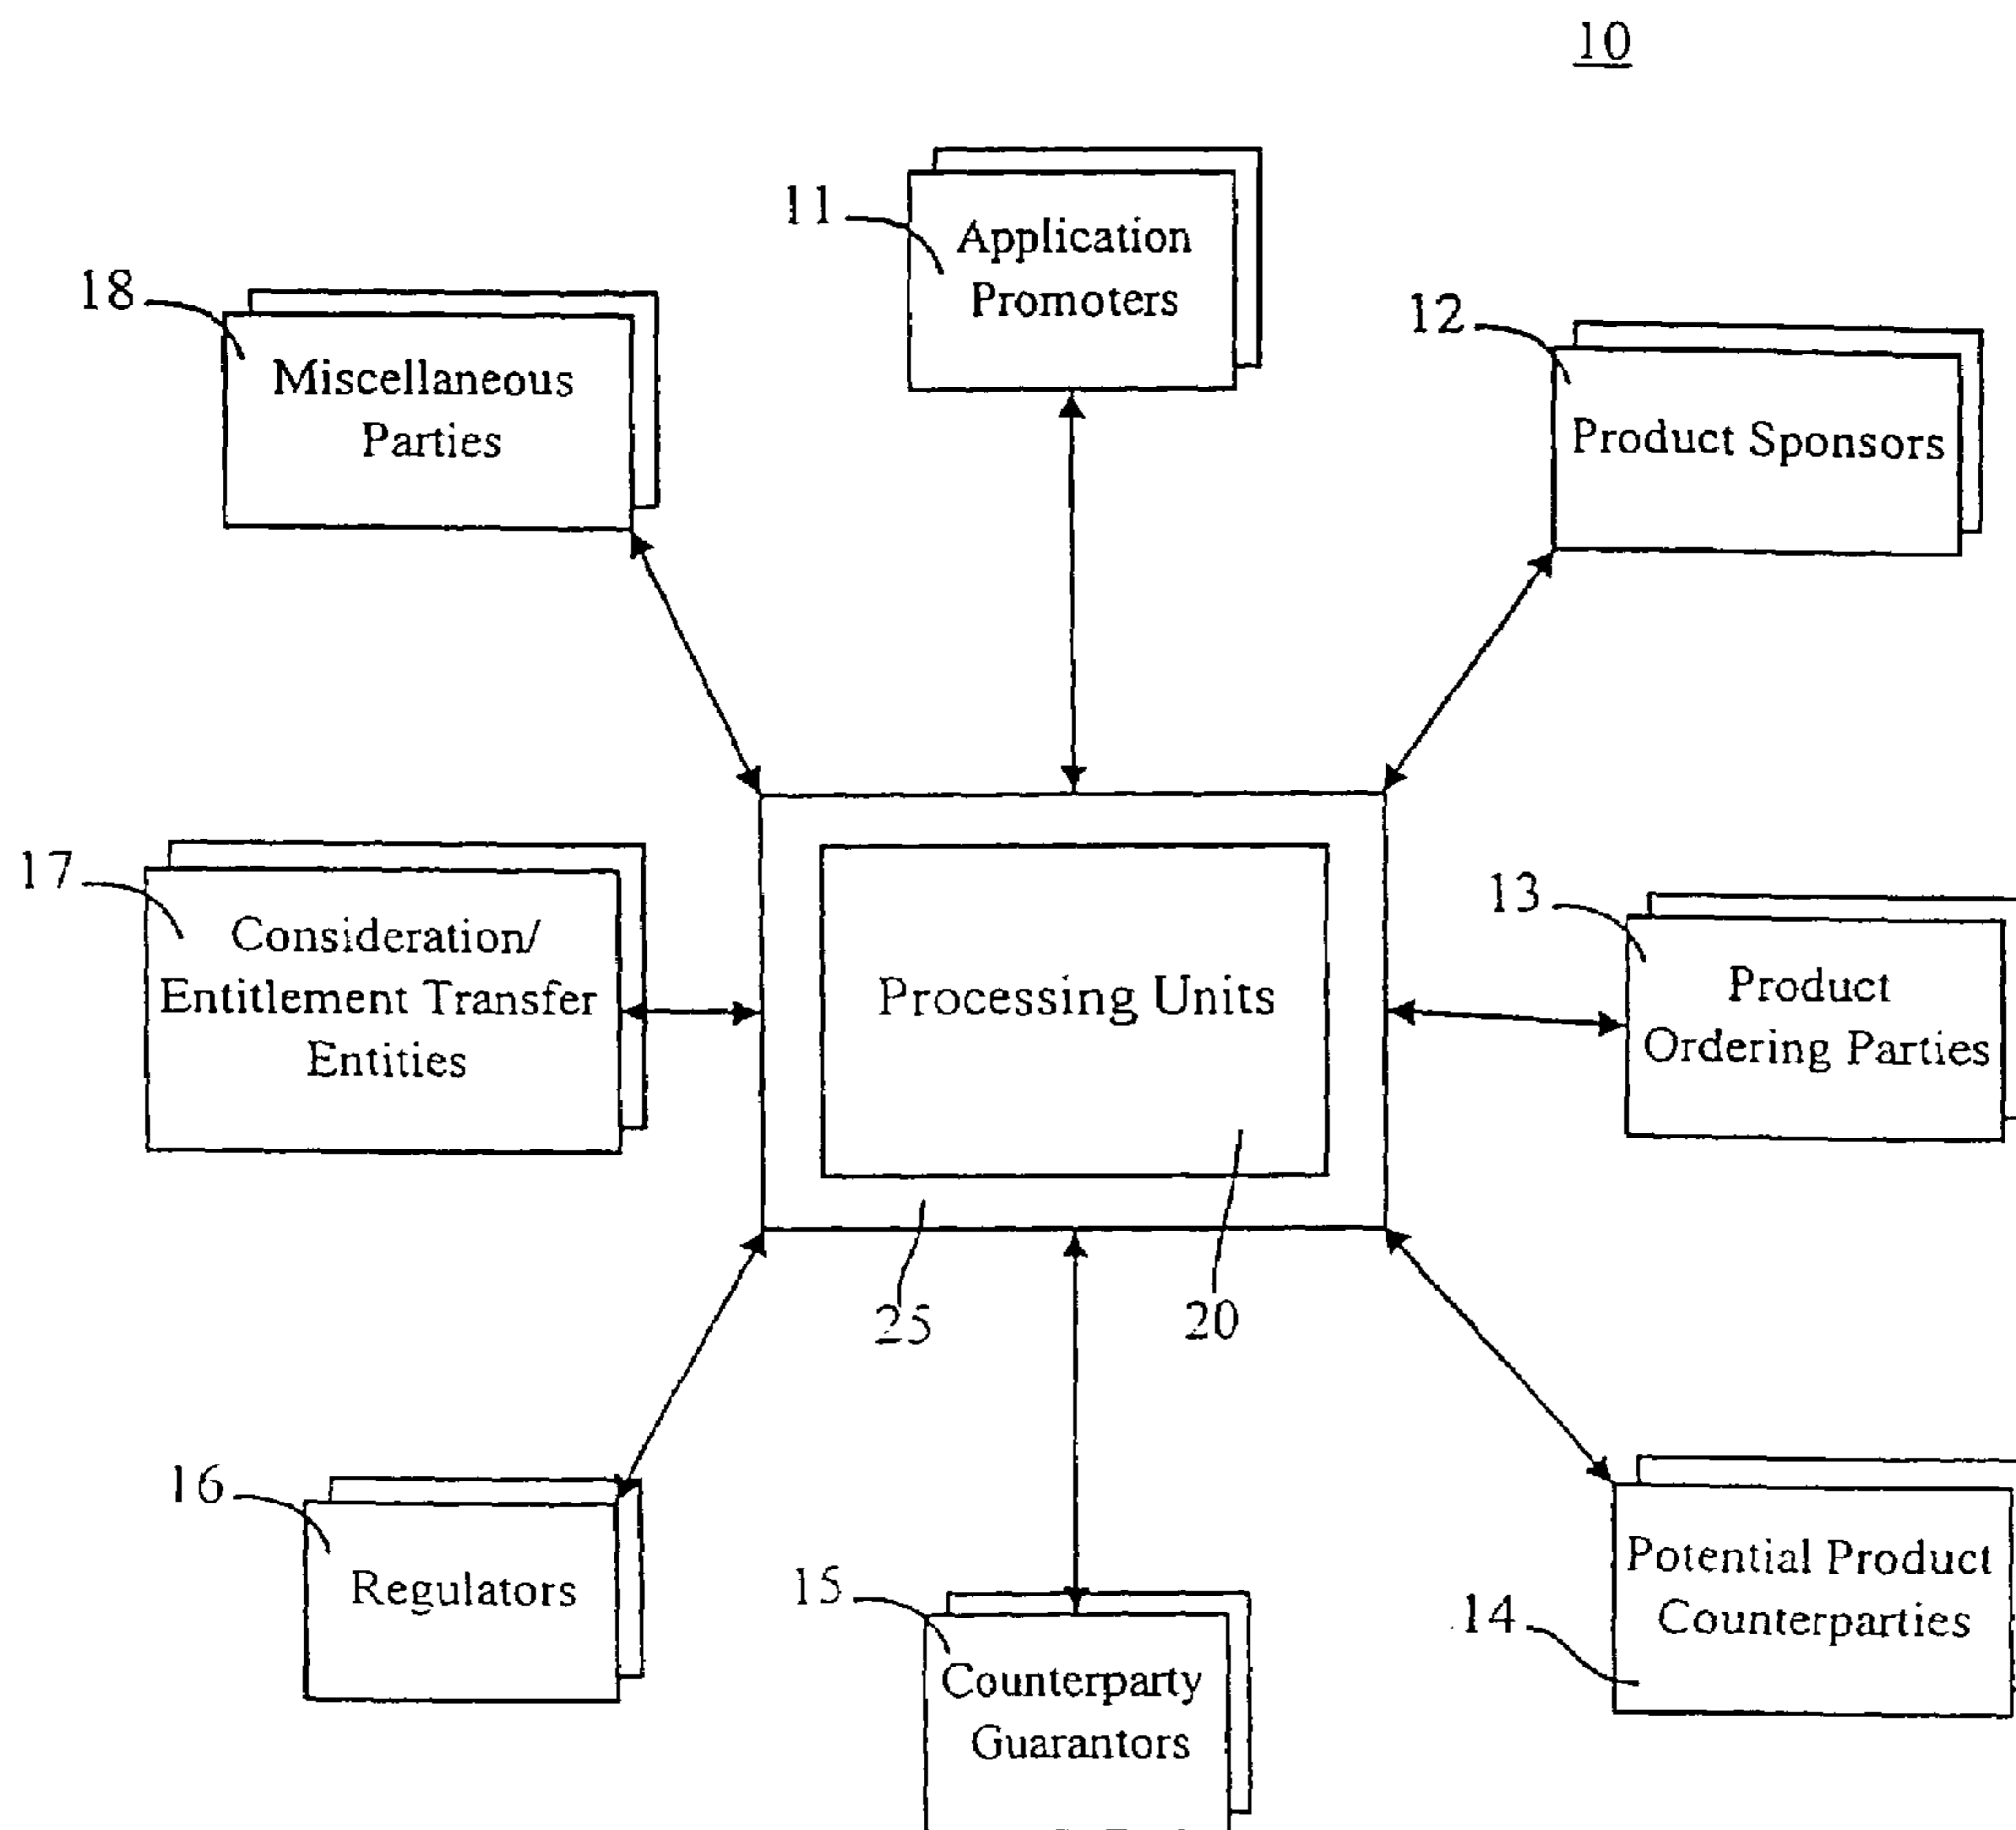 10
11
Application
Promoters
18
Miscellaneous
Parties
12
Product Sponsors
17
Consideration/
Entitlement Transfer
Entities
Processing Units
13
Product
Ordering Parties
25
20
16
Regulators
15
Counterparty
Guarantors
14
Potential Product
Counterparties